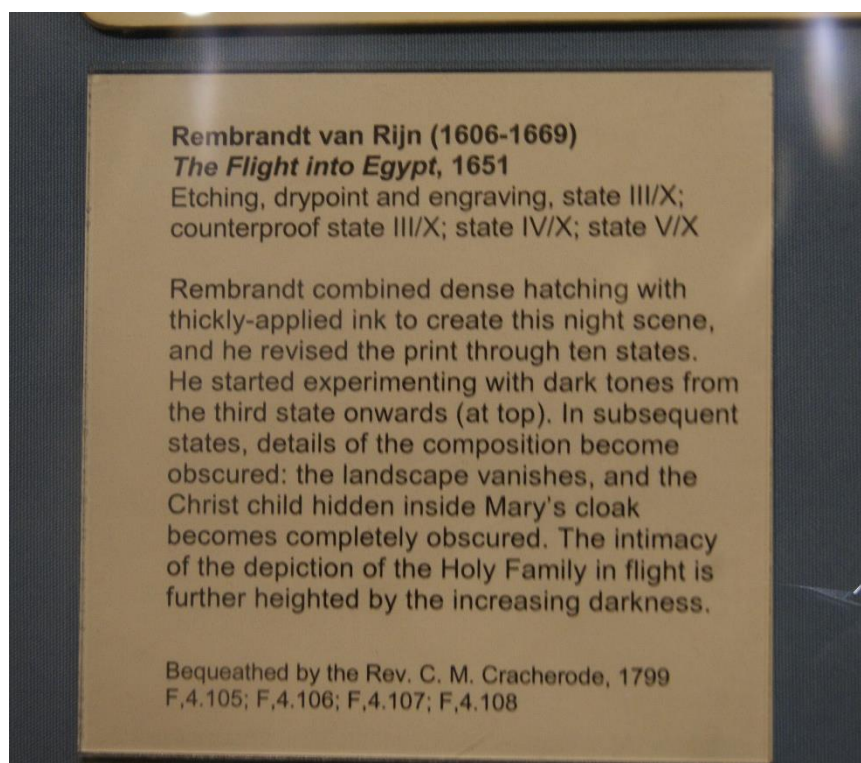 Rembrandt van Rijn (1606-1669)
The Flight into Egypt, 1651
Etching, drypoint and engraving, state III/X;
counterproof state III/X; state IV/X; state V/X
Rembrandt combined dense hatching with
thickly-applied ink to create this night scene,
and he revised the print through ten states.
He started experimenting with dark tones from
the third state onwards (at top). In subsequent
states, details of the composition become
obscured: the landscape vanishes, and the
Christ child hidden inside Mary's cloak
becomes completely obscured. The intimacy
of the depiction of the Holy Family in flight is
further heighted by the increasing darkness.
Bequeathed by the Rev. C. M. Cracherode, 1799
F,4.105; F,4.106; F,4.107; F,4.108